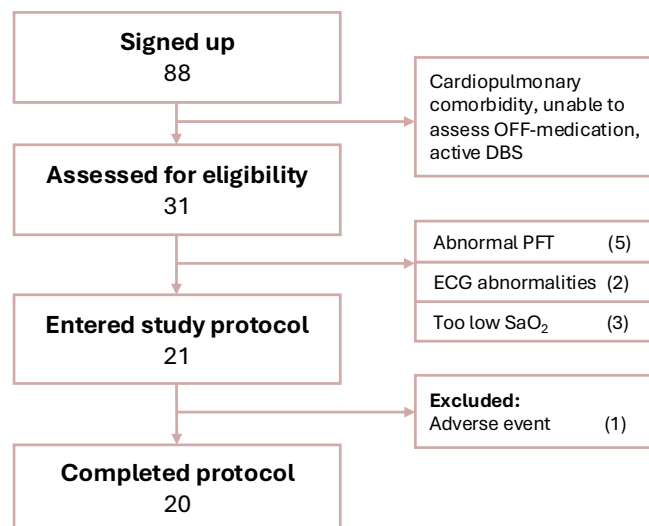 Signed up
88
Cardiopulmonary
comorbidity, unable to
assess OFF-medication,
active DBS
Assessed for eligibility
31
Abnormal PFT (5)
ECG abnormalities (2)
Too low SaO₂ (3)
Entered study protocol
21
Excluded:
Adverse event (1)
Completed protocol
20